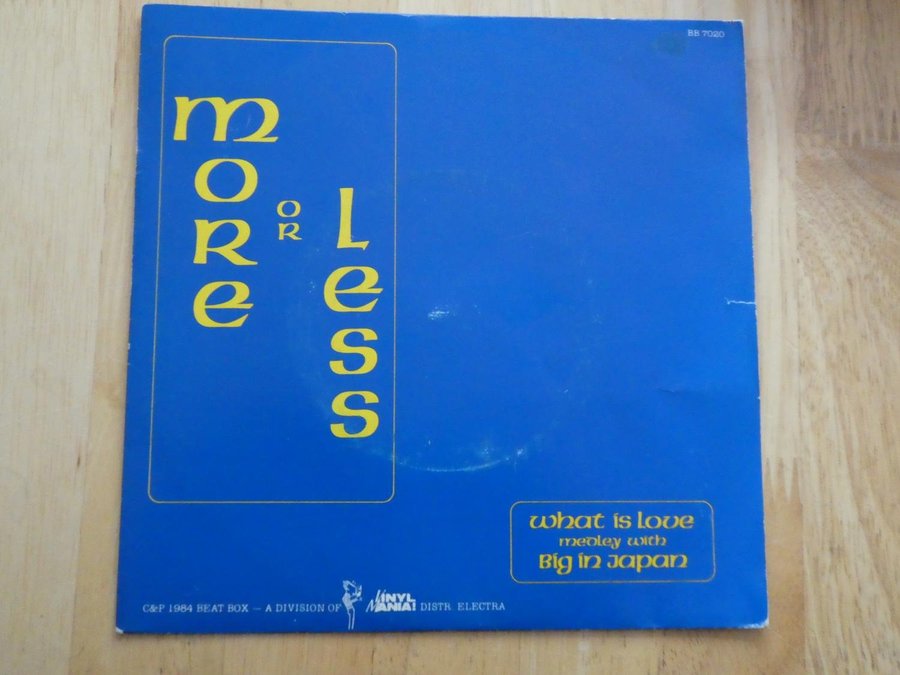 BB 7020
MORE
OR
Less
what is love
medley with
Big in Japan
C&P 1984 BEAT BOX — A DIVISION OF VINYL MANIA! DISTR ELECTRA